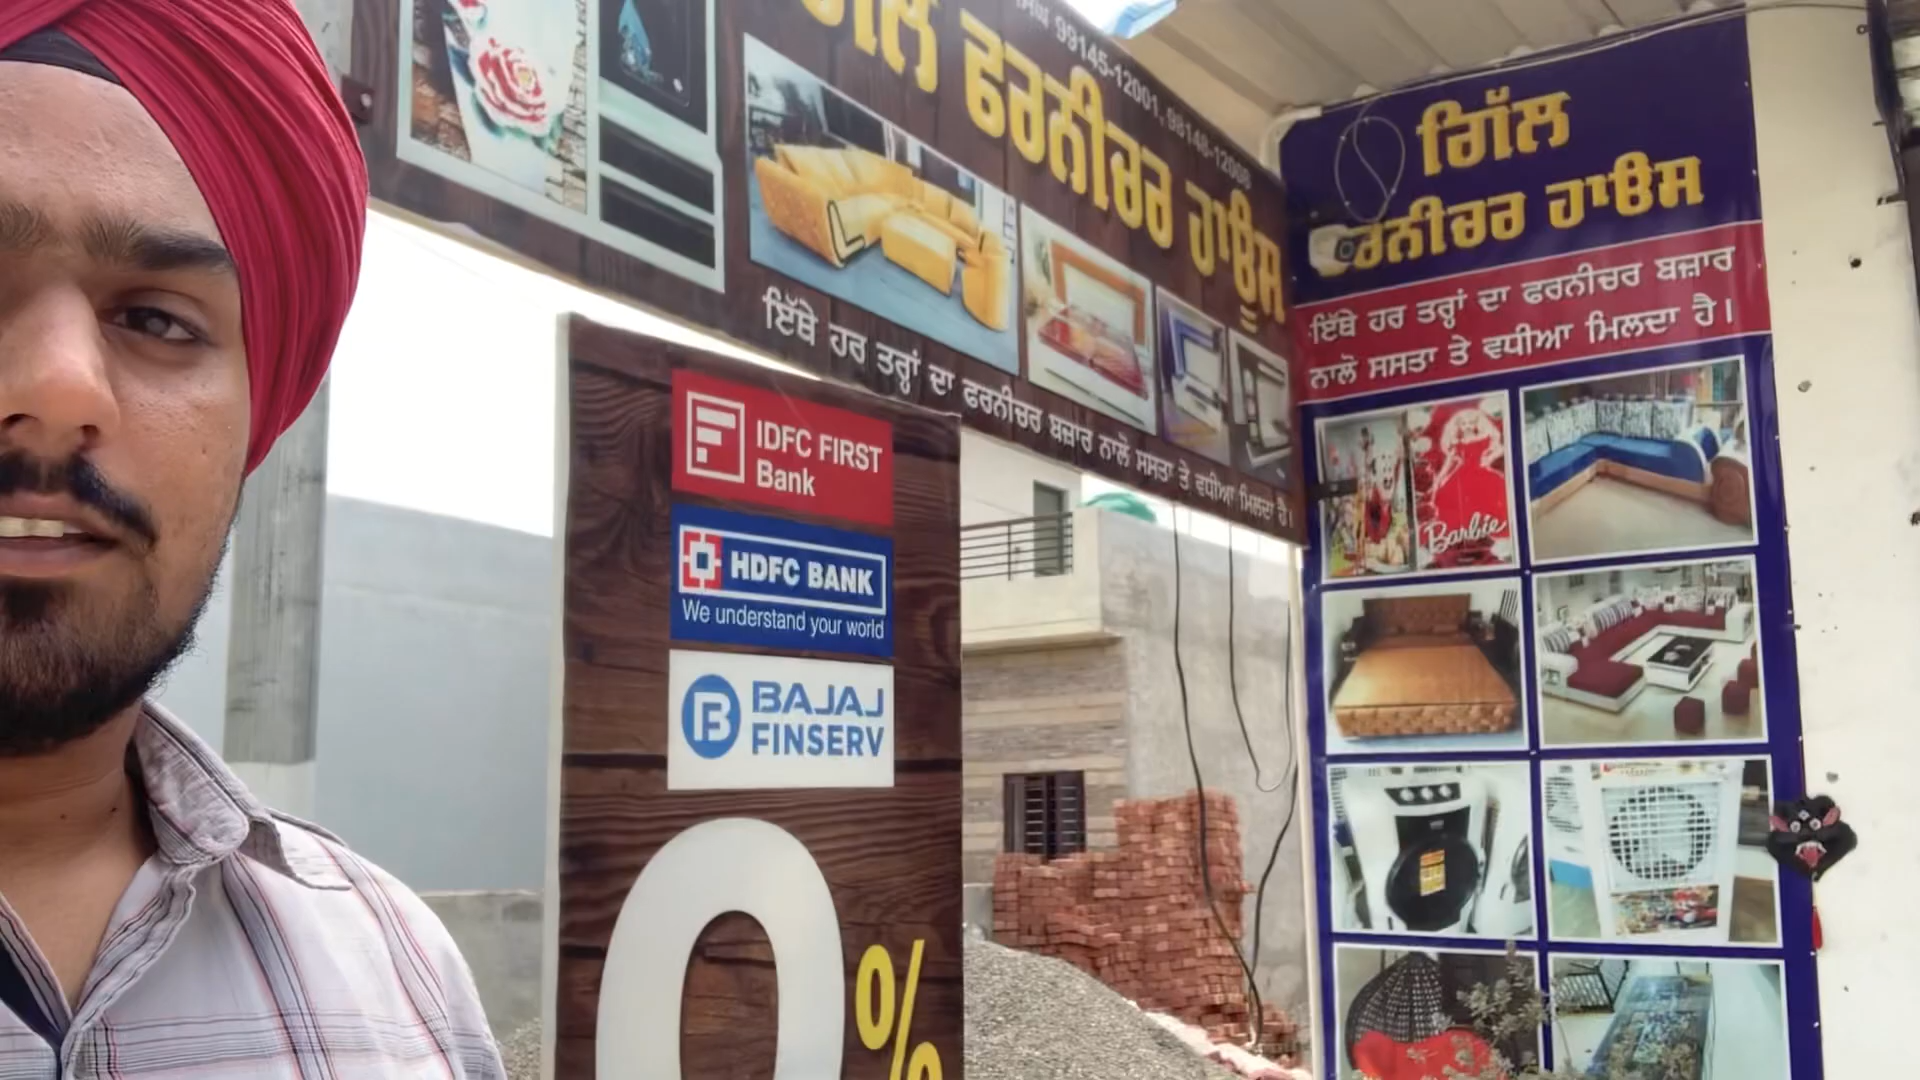 ਗਿੱਲ ਫਰਨੀਚਰ ਹਾਊਸ
99145-12001, 98148-12008
ਇੱਥੇ ਹਰ ਤਰ੍ਹਾਂ ਦਾ ਫਰਨੀਚਰ ਬਜ਼ਾਰ ਨਾਲੋ ਸਸਤਾ ਤੇ ਵਧੀਆ ਮਿਲਦਾ ਹੈ।
IDFC FIRST
Bank
HDFC BANK
We understand your world
BAJAJ
FINSERV
0%
ਗਿੱਲ
ਫਰਨੀਚਰ ਹਾਊਸ
ਇੱਥੇ ਹਰ ਤਰ੍ਹਾਂ ਦਾ ਫਰਨੀਚਰ ਬਜ਼ਾਰ
ਨਾਲੋ ਸਸਤਾ ਤੇ ਵਧੀਆ ਮਿਲਦਾ ਹੈ।
Barbie